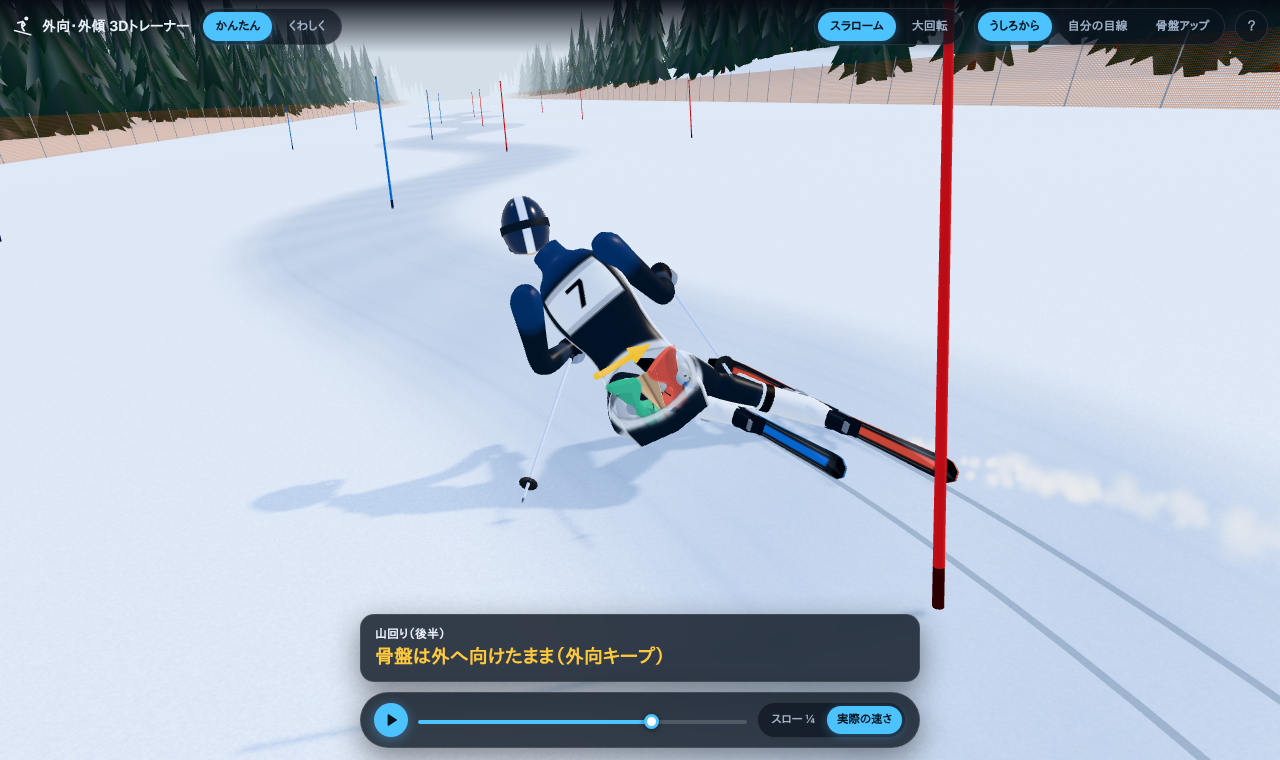 外向・外傾 3Dトレーナー
かんたん
くわしく
スラローム
大回転
うしろから
自分の目線
骨盤アップ
?
7
山回り(後半)
骨盤は外へ向けたまま(外向キープ)
スロー ¼
実際の速さ